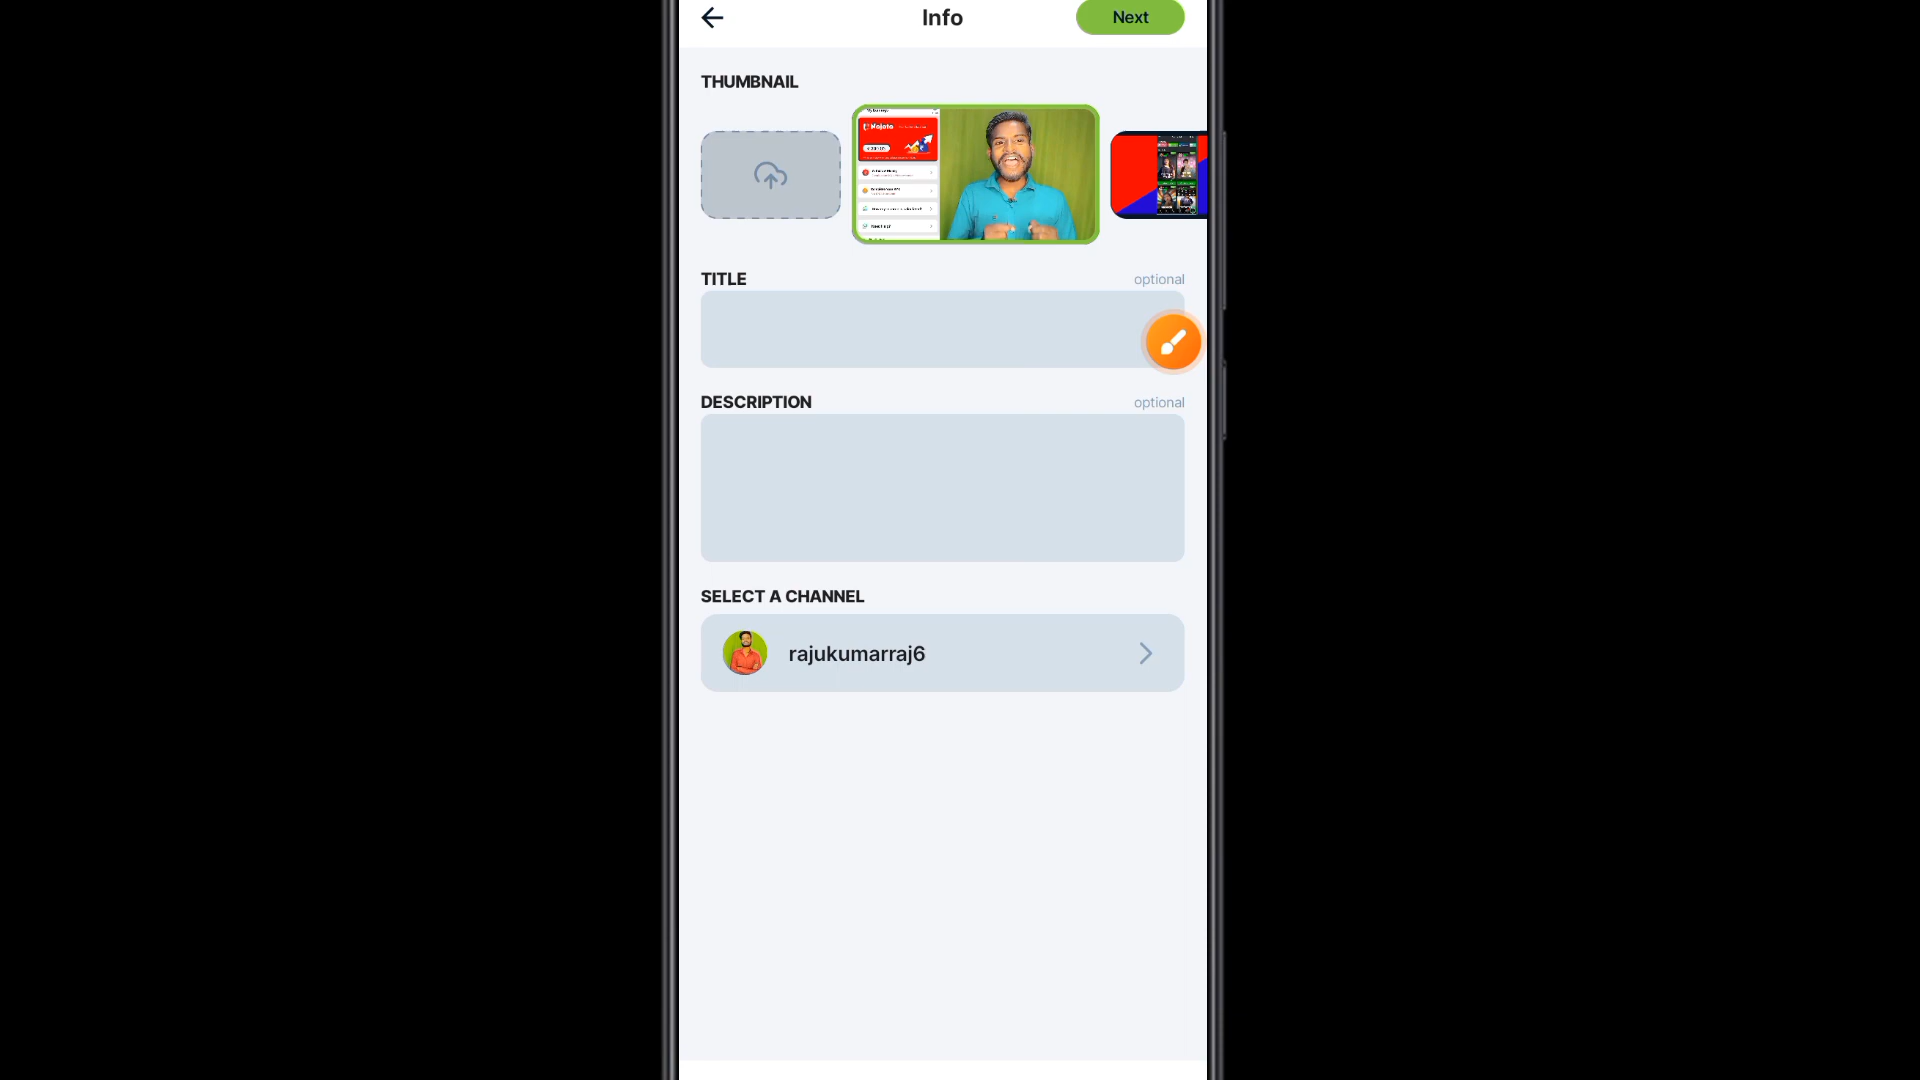 Info
Next
THUMBNAIL
TITLE
optional
DESCRIPTION
optional
SELECT A CHANNEL
rajukumarraj6